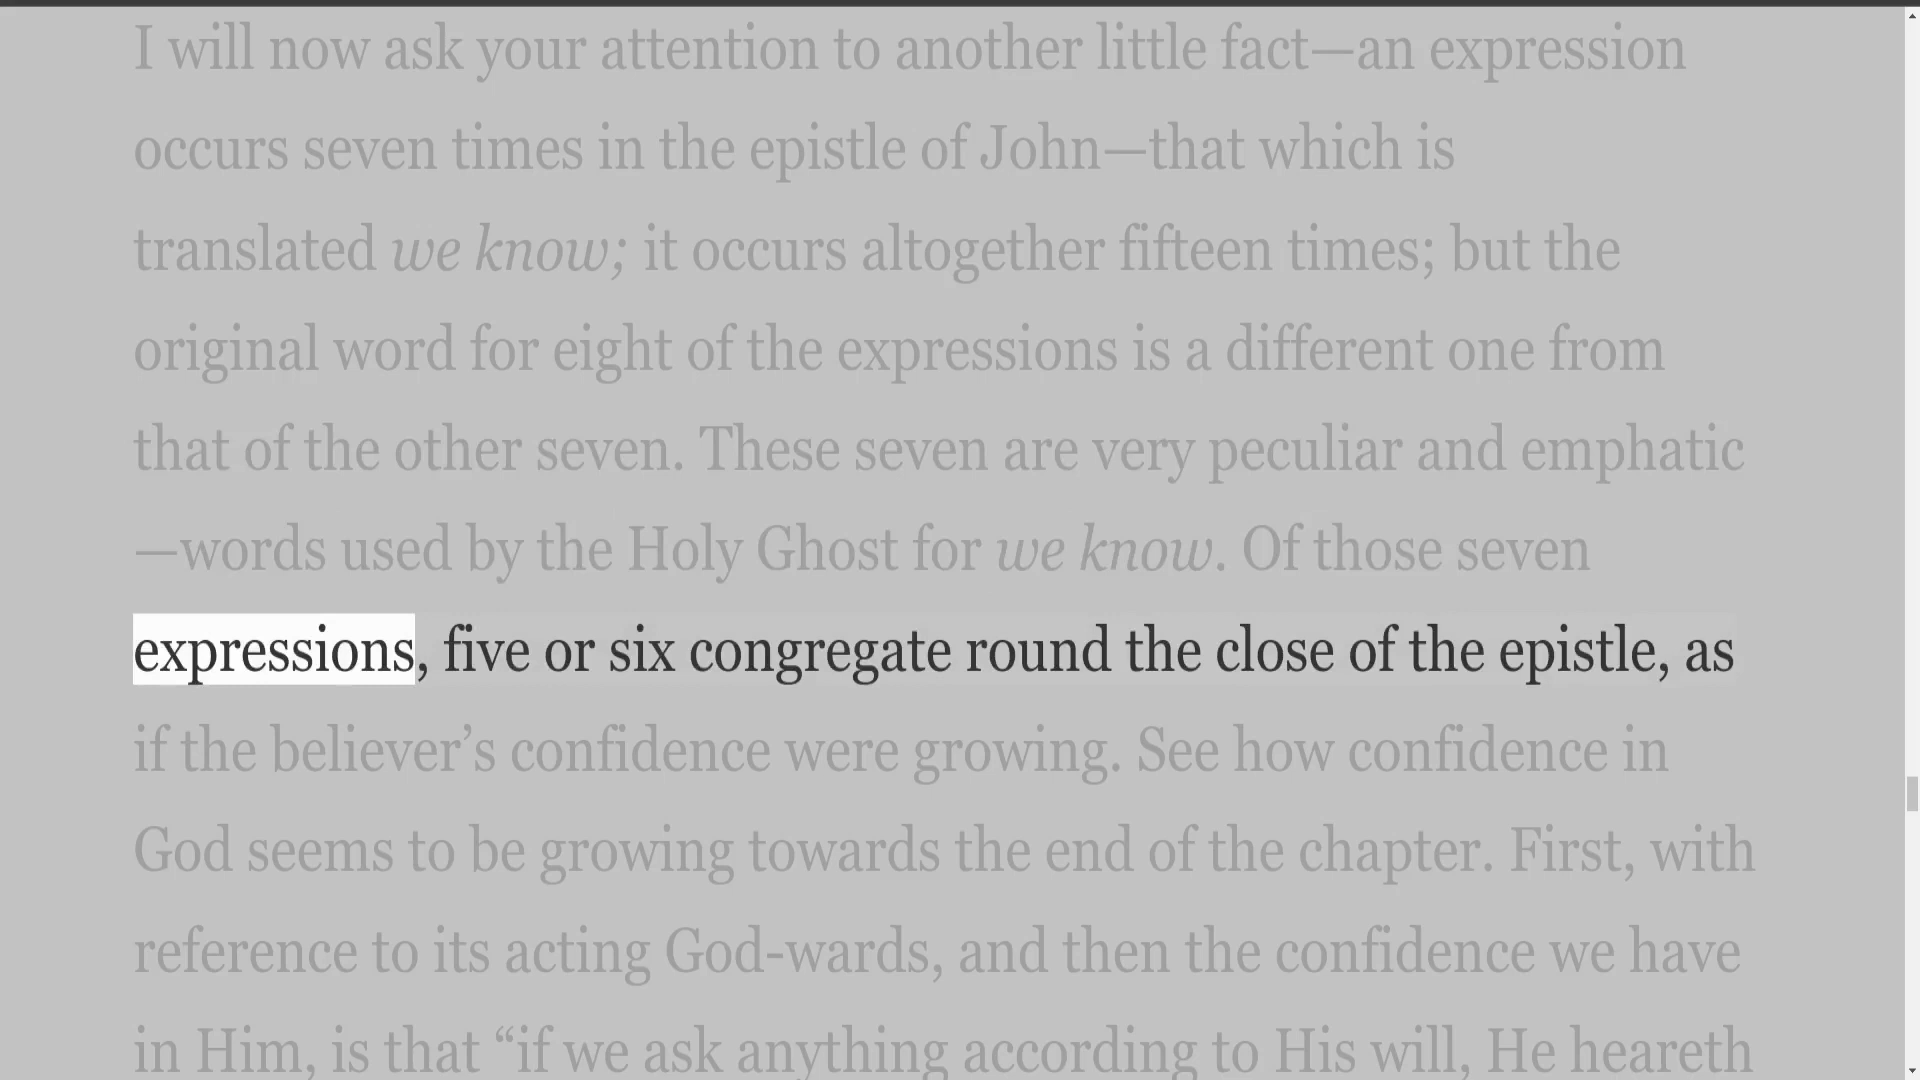 I will now ask your attention to another little fact—an expression
occurs seven times in the epistle of John—that which is
translated we know; it occurs altogether fifteen times; but the
original word for eight of the expressions is a different one from
that of the other seven. These seven are very peculiar and emphatic
—words used by the Holy Ghost for we know. Of those seven
expressions, five or six congregate round the close of the epistle, as
if the believer’s confidence were growing. See how confidence in
God seems to be growing towards the end of the chapter. First, with
reference to its acting God-wards, and then the confidence we have
in Him, is that “if we ask anything according to His will, He heareth